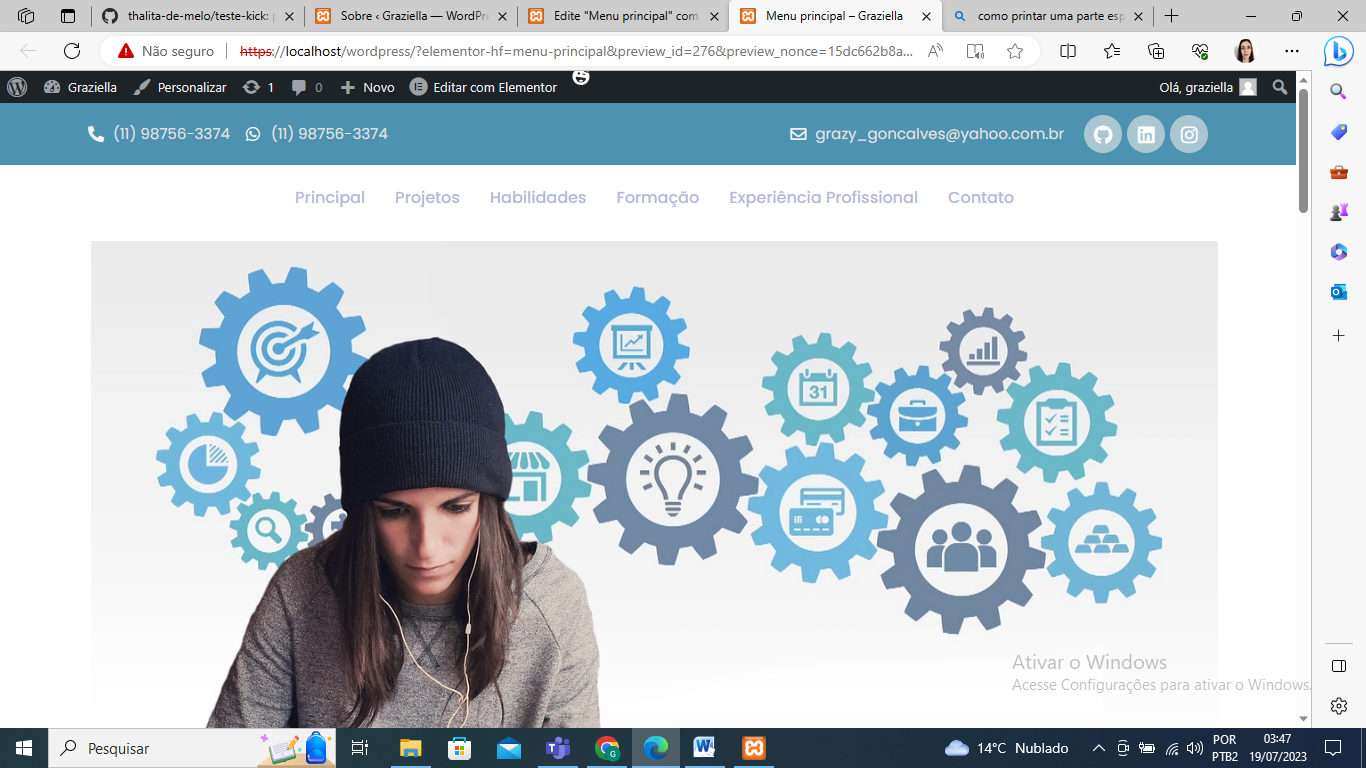 thalita-de-melo/teste-kick: p
Sobre ‹ Graziella — WordPre
Edite "Menu principal" com
Menu principal – Graziella
como printar uma parte esp
Não seguro
https://localhost/wordpress/?elementor-hf=menu-principal&preview_id=276&preview_nonce=15dc662b8a...
Graziella
Personalizar
1
0
Novo
Editar com Elementor
Olá, graziella
(11) 98756-3374
(11) 98756-3374
grazy_goncalves@yahoo.com.br
Principal
Projetos
Habilidades
Formação
Experiência Profissional
Contato
31
Ativar o Windows
Acesse Configurações para ativar o Windows.
Pesquisar
14°C Nublado
POR
PTB2
03:47
19/07/2023